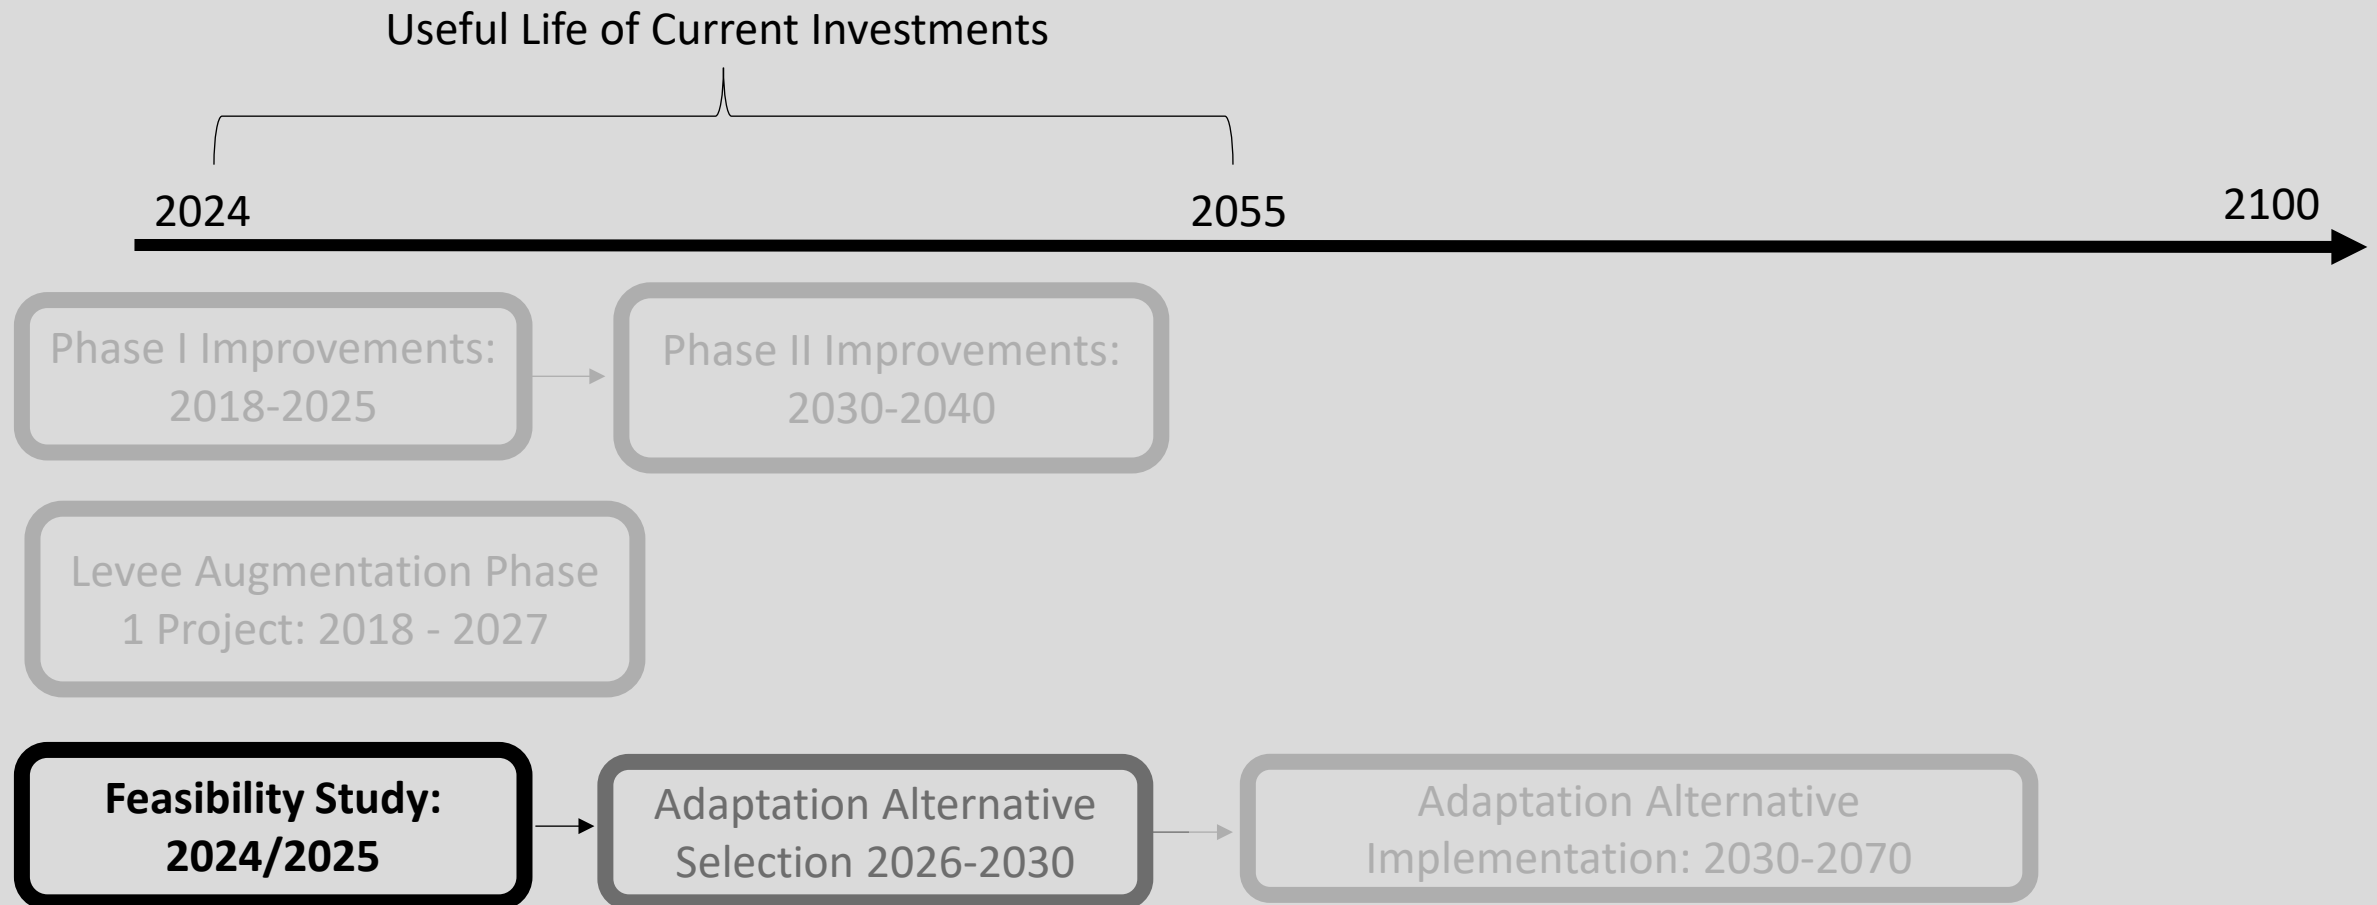 Useful Life of Current Investments
2024
2055
2100
Phase I Improvements:
2018-2025
Phase II Improvements:
2030-2040
Levee Augmentation Phase
1 Project: 2018 - 2027
Feasibility Study:
2024/2025
Adaptation Alternative
Selection 2026-2030
Adaptation Alternative
Implementation: 2030-2070